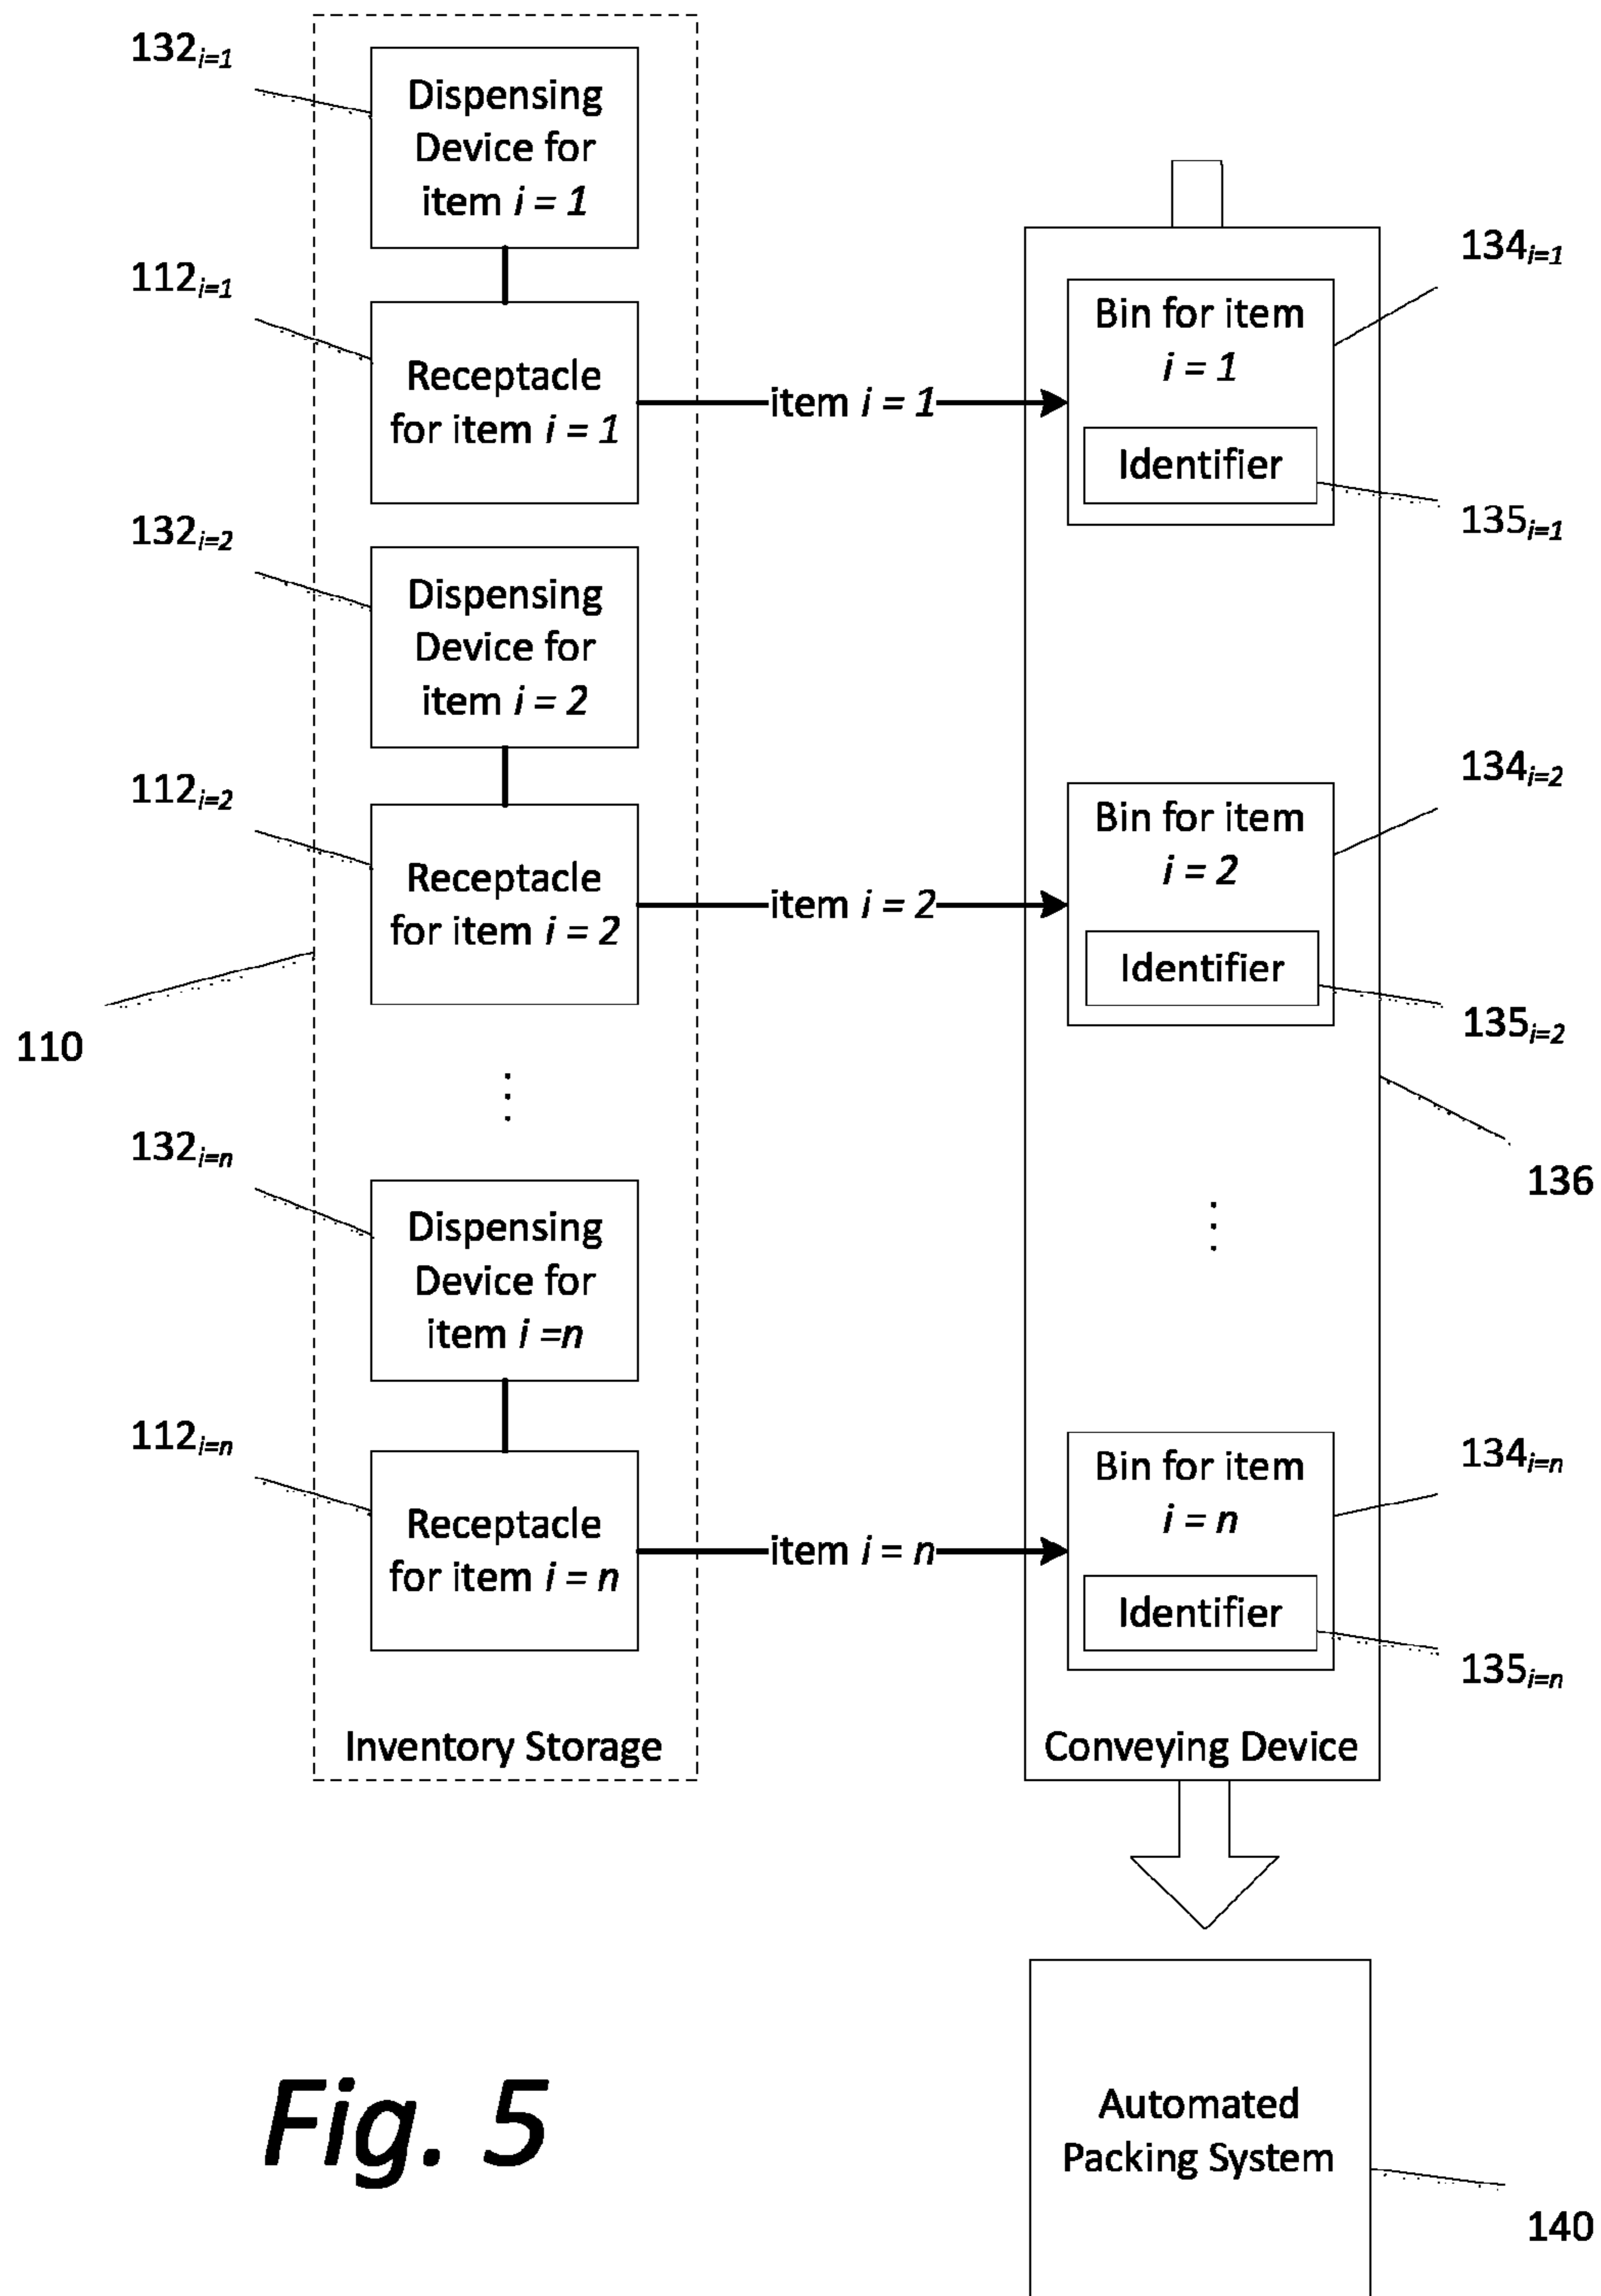 132i=1
Dispensing
Device for
item i = 1
112i=1
Receptacle
for item i = 1
item i = 1
134i=1
Bin for item
i = 1
Identifier
135i=1
132i=2
Dispensing
Device for
item i = 2
112i=2
Receptacle
for item i = 2
item i = 2
134i=2
Bin for item
i = 2
Identifier
135i=2
110
⋮
136
⋮
132i=n
Dispensing
Device for
item i =n
112i=n
Receptacle
for item i = n
item i = n
134i=n
Bin for item
i = n
Identifier
135i=n
Inventory Storage
Conveying Device
Automated
Packing System
140
Fig. 5